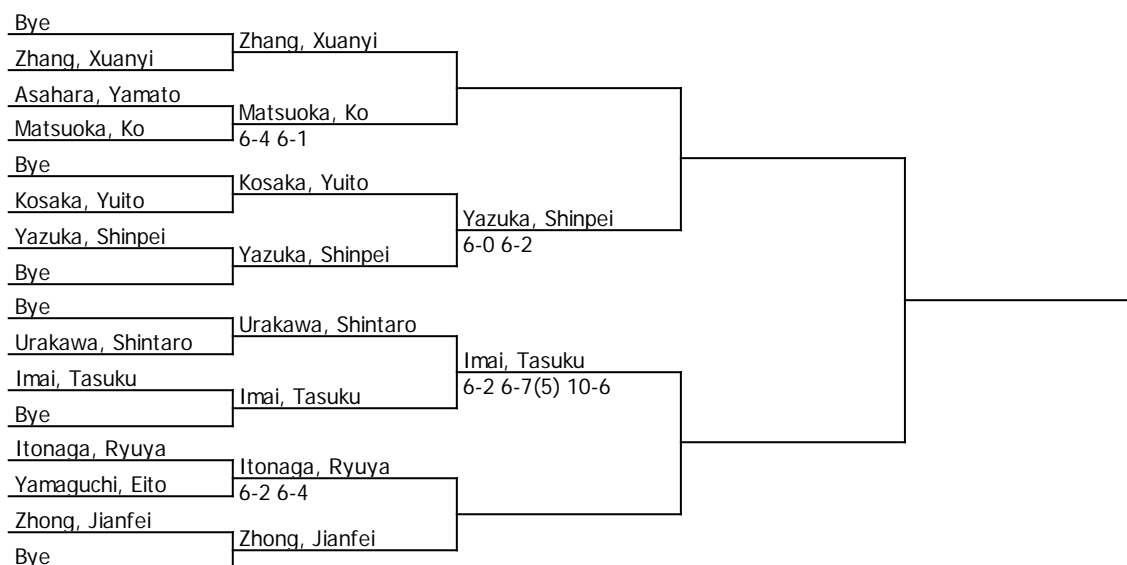 Bye
Zhang, Xuanyi
Zhang, Xuanyi
Asahara, Yamato
Matsuoka, Ko
Matsuoka, Ko
6-4 6-1
Bye
Kosaka, Yuito
Kosaka, Yuito
Yazuka, Shinpei
6-0 6-2
Yazuka, Shinpei
Yazuka, Shinpei
Bye
Bye
Urakawa, Shintaro
Urakawa, Shintaro
Imai, Tasuku
6-2 6-7(5) 10-6
Imai, Tasuku
Imai, Tasuku
Bye
Itonaga, Ryuya
Itonaga, Ryuya
Yamaguchi, Eito
6-2 6-4
Zhong, Jianfei
Zhong, Jianfei
Bye